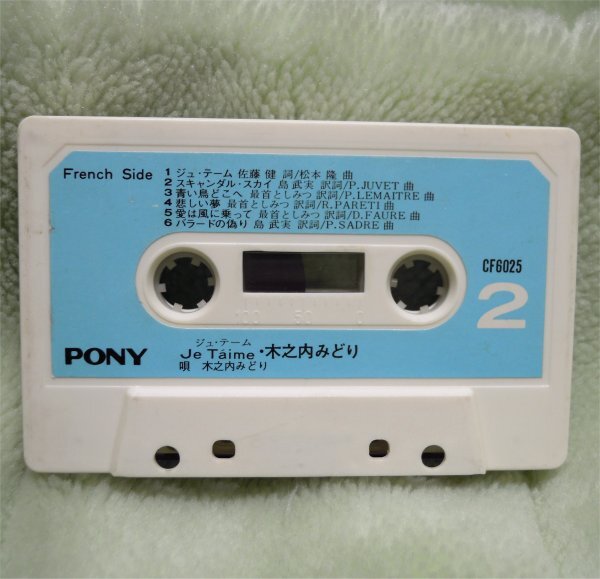 French Side
1 ジュ・テーム 佐藤 健 詞/松本 隆 曲
2 スキャンダル・スカイ 島 武実 訳詞/P.JUVET 曲
3 青い鳥どこへ 最首としみつ 訳詞/P.LEMAITRE 曲
4 悲しい夢 最首としみつ 訳詞/R.PARETI 曲
5 愛は風に乗って 最首としみつ 訳詞/D.FAURE 曲
6 バラードの偽り 島 武実 訳詞/P.SADRE 曲
CF6025
2
100 50 0
PONY
ジュ・テーム
Je Táime・木之内みどり
唄 木之内みどり